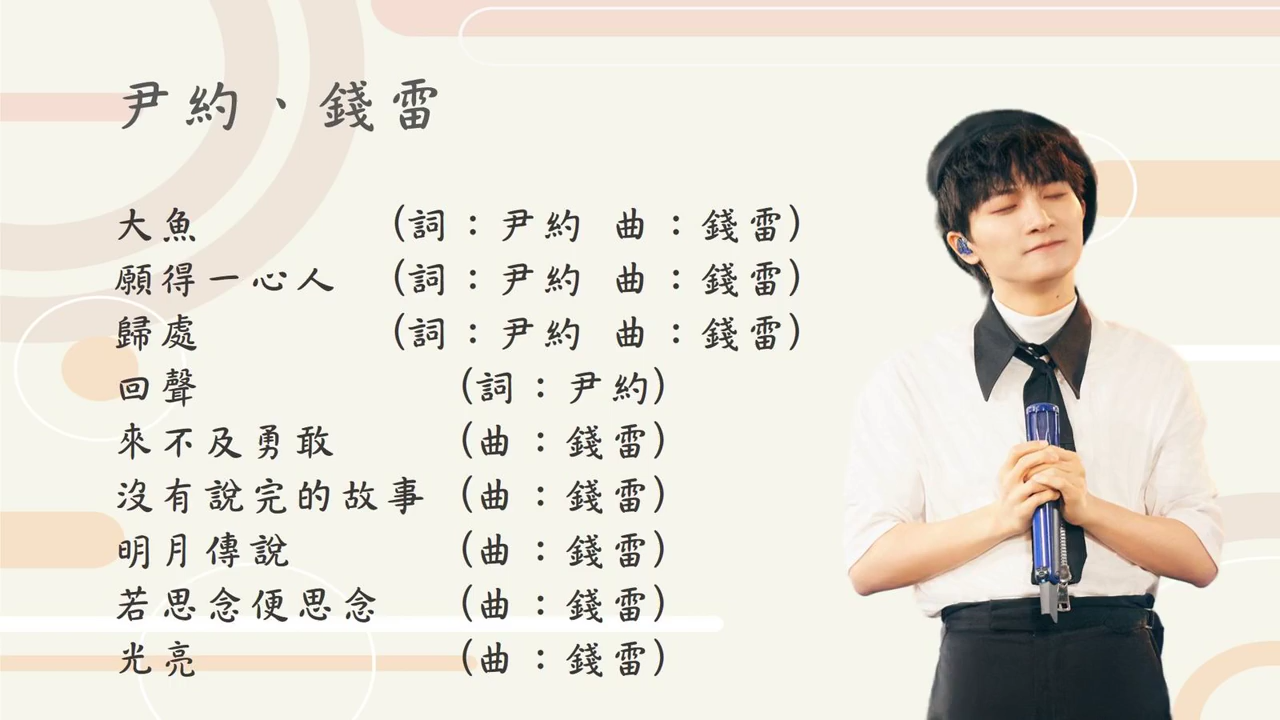 尹約、錢雷
大魚 (詞：尹約 曲：錢雷)
願得一心人 (詞：尹約 曲：錢雷)
歸處 (詞：尹約 曲：錢雷)
回聲 (詞：尹約)
來不及勇敢 (曲：錢雷)
沒有說完的故事 (曲：錢雷)
明月傳說 (曲：錢雷)
若思念便思念 (曲：錢雷)
光亮 (曲：錢雷)